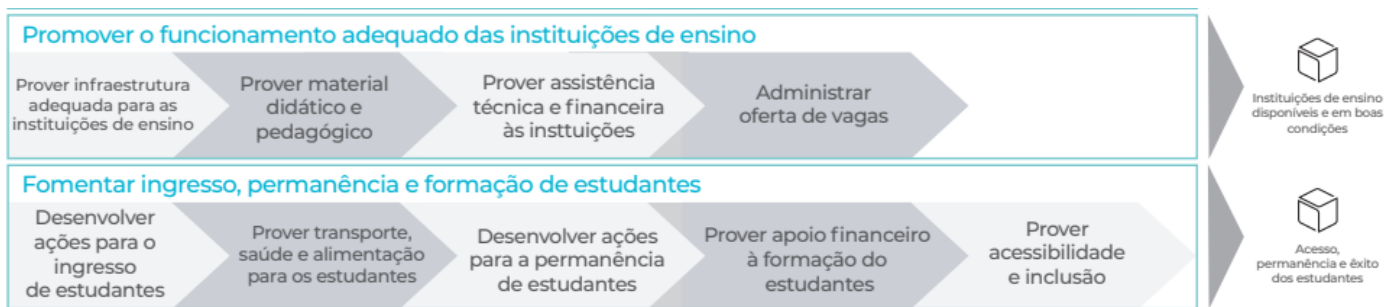 Promover o funcionamento adequado das instituições de ensino
Prover infraestrutura
adequada para as
instituições de ensino
Prover material
didático e
pedagógico
Prover assistência
técnica e financeira
às insttuições
Administrar
oferta de vagas
Instituições de ensino
disponíveis e em boas
condições
Fomentar ingresso, permanência e formação de estudantes
Desenvolver
ações para o
ingresso
de estudantes
Prover transporte,
saúde e alimentação
para os estudantes
Desenvolver ações
para a permanência
de estudantes
Prover apoio financeiro
à formação do
estudantes
Prover
acessibilidade
e inclusão
Acesso,
permanência e êxito
dos estudantes